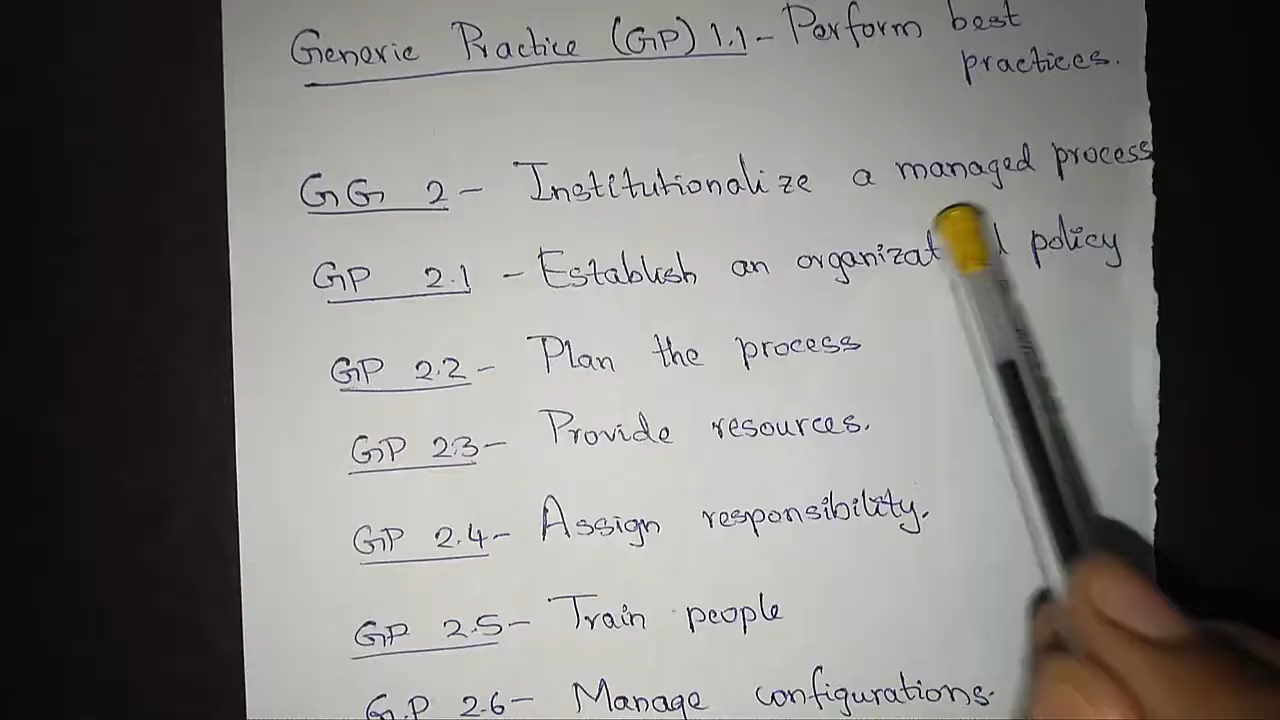 Generic Practice (GP) 1.1 - Perform best
practices.
GG 2 - Institutionalize a managed process
GP 2.1 - Establish an policy
GP 2.2 - Plan the process
GP 2.3 - Provide resources.
GP 2.4 - Assign responsibility.
GP 2.5 - Train people
G.P 2.6 - Manage configurations.